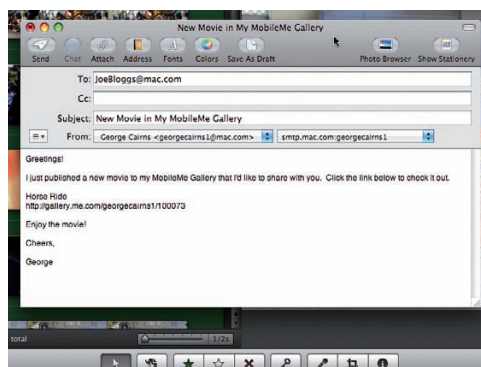 New Movie in My MobileMe Gallery
Send Chat Attach Address Fonts Colors Save As Draft Photo Browser Show Stationery
To: JoeBloggs@mac.com
Cc:
Subject: New Movie in My MobileMe Gallery
From: George Cairns <georgecairns1@mac.com> smtp.mac.com:georgecairns1
Greetings!
I just published a new movie to my MobileMe Gallery that I'd like to share with you. Click the link below to check it out.
Horse Ride
http://gallery.me.com/georgecairns1/100073
Enjoy the movie!
Cheers,
George
total 1/2s